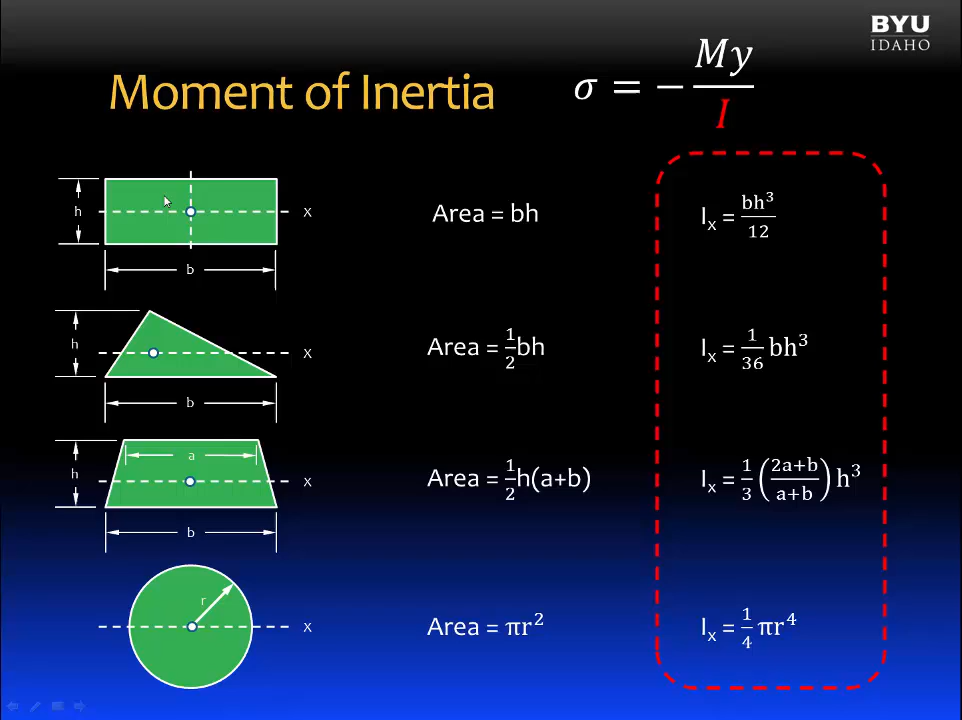 BYU
IDAHO
Moment of Inertia
σ = −My/I
h
b
x
Area = bh
Iₓ = bh³/12
h
b
x
Area = ½bh
Iₓ = 1/36 bh³
h
a
b
x
Area = ½h(a+b)
Iₓ = 1/3 ((2a+b)/(a+b)) h³
r
x
Area = πr²
Iₓ = ¼ πr⁴